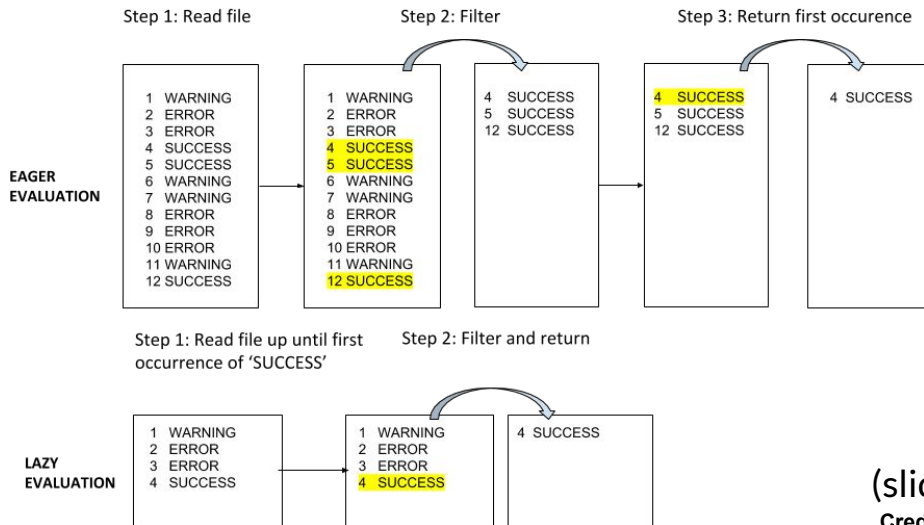 Step 1: Read file
Step 2: Filter
Step 3: Return first occurence
EAGER
EVALUATION
1 WARNING
2 ERROR
3 ERROR
4 SUCCESS
5 SUCCESS
6 WARNING
7 WARNING
8 ERROR
9 ERROR
10 ERROR
11 WARNING
12 SUCCESS
1 WARNING
2 ERROR
3 ERROR
4 SUCCESS
5 SUCCESS
6 WARNING
7 WARNING
8 ERROR
9 ERROR
10 ERROR
11 WARNING
12 SUCCESS
4 SUCCESS
5 SUCCESS
12 SUCCESS
4 SUCCESS
5 SUCCESS
12 SUCCESS
4 SUCCESS
Step 1: Read file up until first
occurrence of ‘SUCCESS’
Step 2: Filter and return
LAZY
EVALUATION
1 WARNING
2 ERROR
3 ERROR
4 SUCCESS
1 WARNING
2 ERROR
3 ERROR
4 SUCCESS
4 SUCCESS